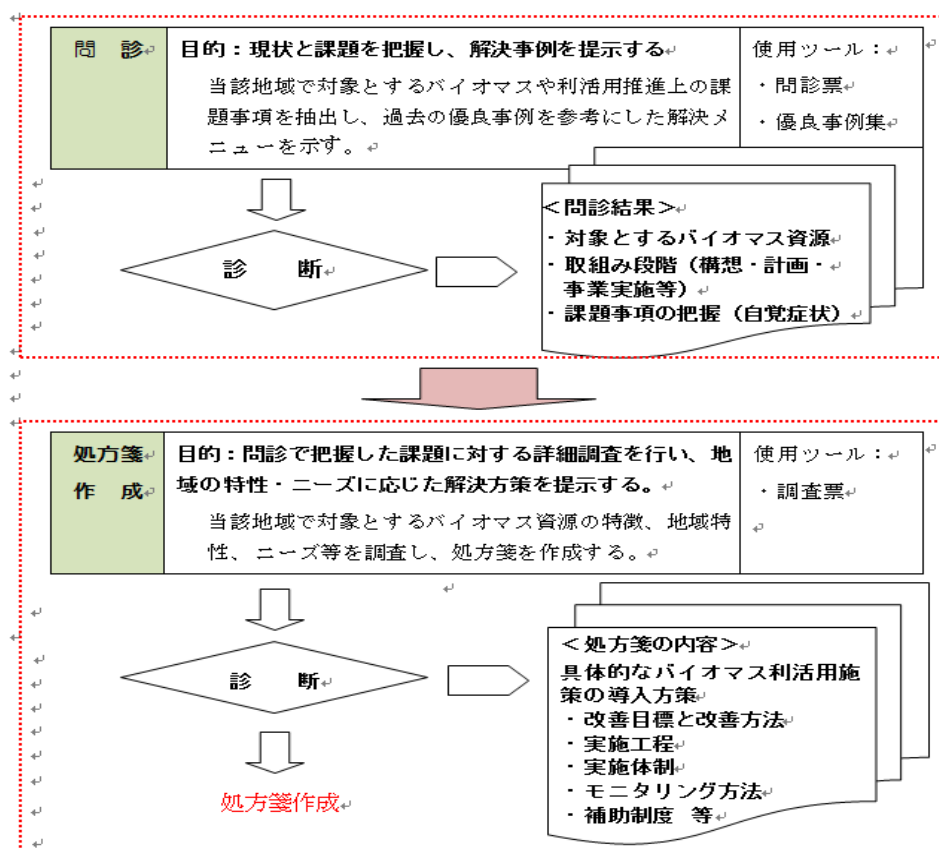 問 診
目的：現状と課題を把握し、解決事例を提示する
当該地域で対象とするバイオマスや利活用推進上の課
題事項を抽出し、過去の優良事例を参考にした解決メ
ニューを示す。
使用ツール：
・問診票
・優良事例集
診 断
＜問診結果＞
・対象とするバイオマス資源
・取組み段階（構想・計画・
事業実施等）
・課題事項の把握（自覚症状）
処方箋
作 成
目的：問診で把握した課題に対する詳細調査を行い、地
域の特性・ニーズに応じた解決方策を提示する。
当該地域で対象とするバイオマス資源の特徴、地域特
性、ニーズ等を調査し、処方箋を作成する。
使用ツール：
・調査票
診 断
＜処方箋の内容＞
具体的なバイオマス利活用施
策の導入方策
・改善目標と改善方法
・実施工程
・実施体制
・モニタリング方法
・補助制度 等
処方箋作成